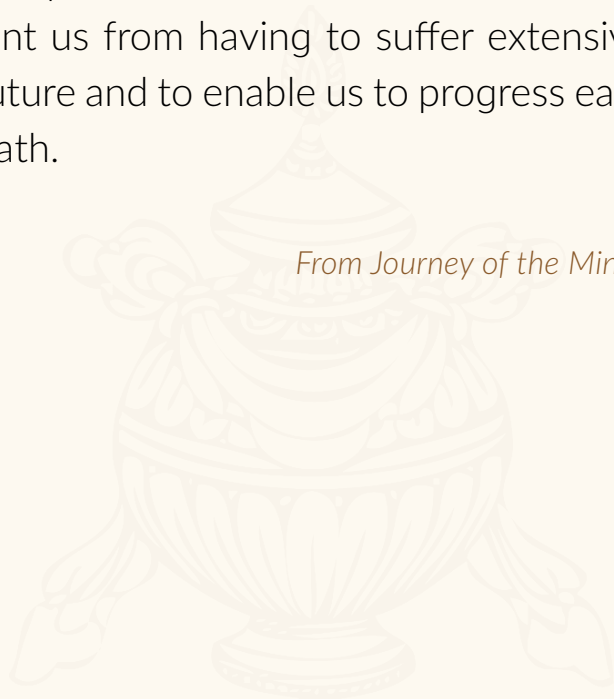 nt us from having to suffer extensiv
uture and to enable us to progress ea
ath.
From Journey of the Min